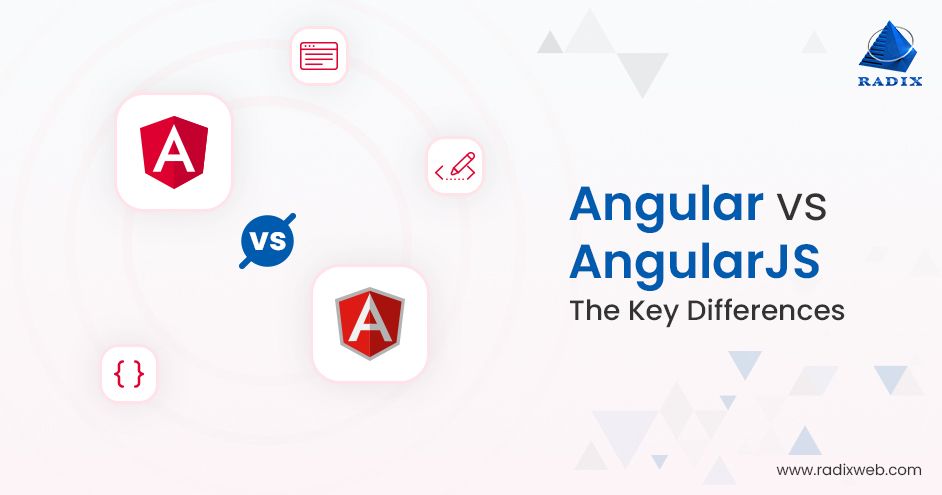 RADIX
A
VS
A
Angular vs
AngularJS
The Key Differences
{ }
www.radixweb.com